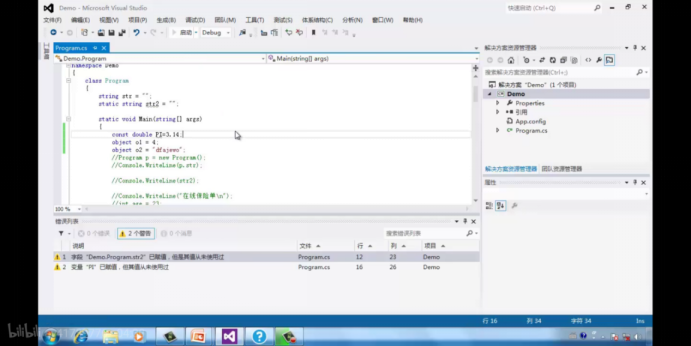 Demo - Microsoft Visual Studio
快速启动 (Ctrl+Q)
文件(F) 编辑(E) 视图(V) 项目(P) 生成(B) 调试(D) 团队(M) 工具(T) 测试(S) 体系结构(C) 分析(N) 窗口(W) 帮助(H)
启动 Debug
Program.cs
Demo.Program
Main(string[] args)
namespace Demo
{
class Program
{
string str = "";
static string str2 = "";
static void Main(string[] args)
{
const double PI=3.14;
object o1 = 4;
object o2 = "dfajews";
//Program p = new Program();
//Console.WriteLine(p.str);
//Console.WriteLine(str2);
//Console.WriteLine("在线保险单\n");
100 %
解决方案资源管理器
搜索解决方案资源管理器(Ctrl+;)
解决方案"Demo" (1 个项目)
Demo
Properties
引用
App.config
Program.cs
解决方案资源管理器 团队资源管理器
属性
错误列表
0 个错误 2 个警告 0 个消息
搜索错误列表
说明 文件 行 列 项目
1 字段 "Demo.Program.str2" 已赋值，但其值从未使用过 Program.cs 12 23 Demo
2 变量 "PI" 已赋值，但其值从未使用过 Program.cs 16 26 Demo
行 16 列 34 字符 34 Ins
bilibili